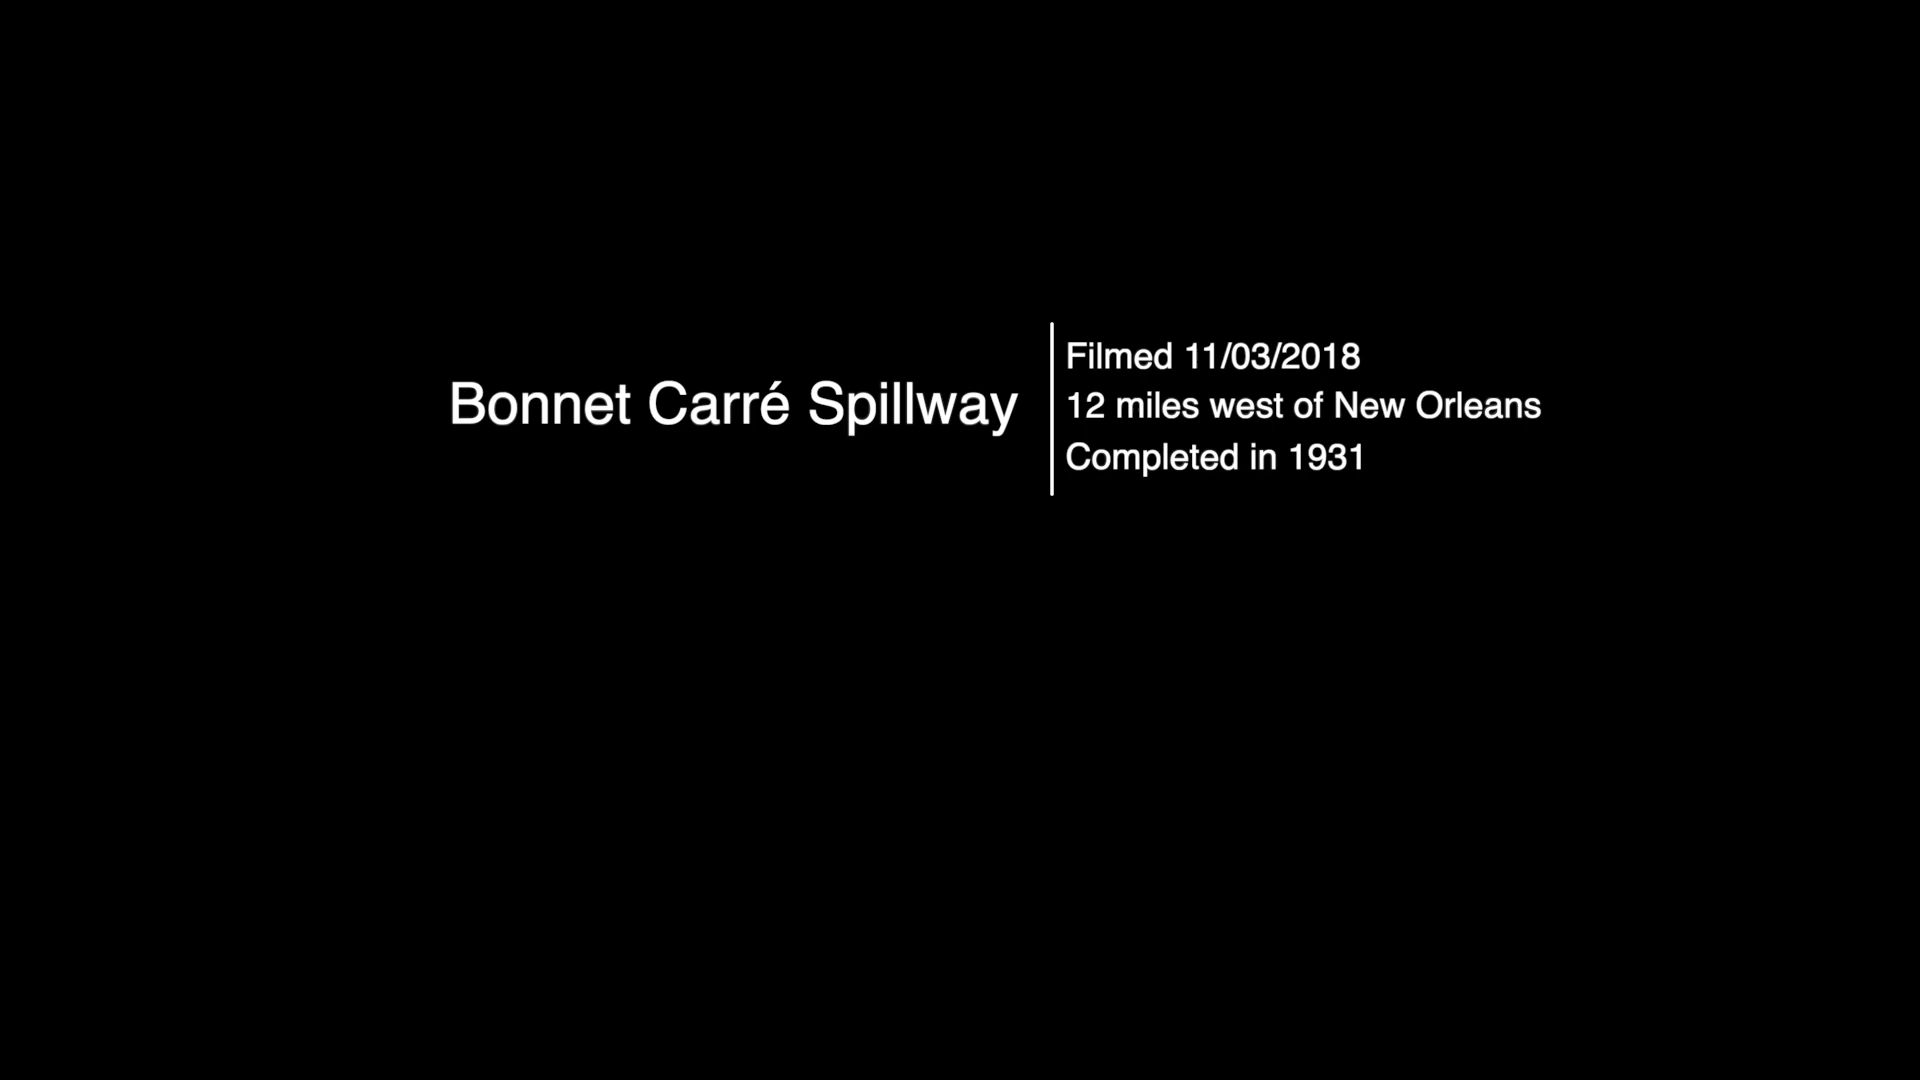 Bonnet Carré Spillway
Filmed 11/03/2018
12 miles west of New Orleans
Completed in 1931